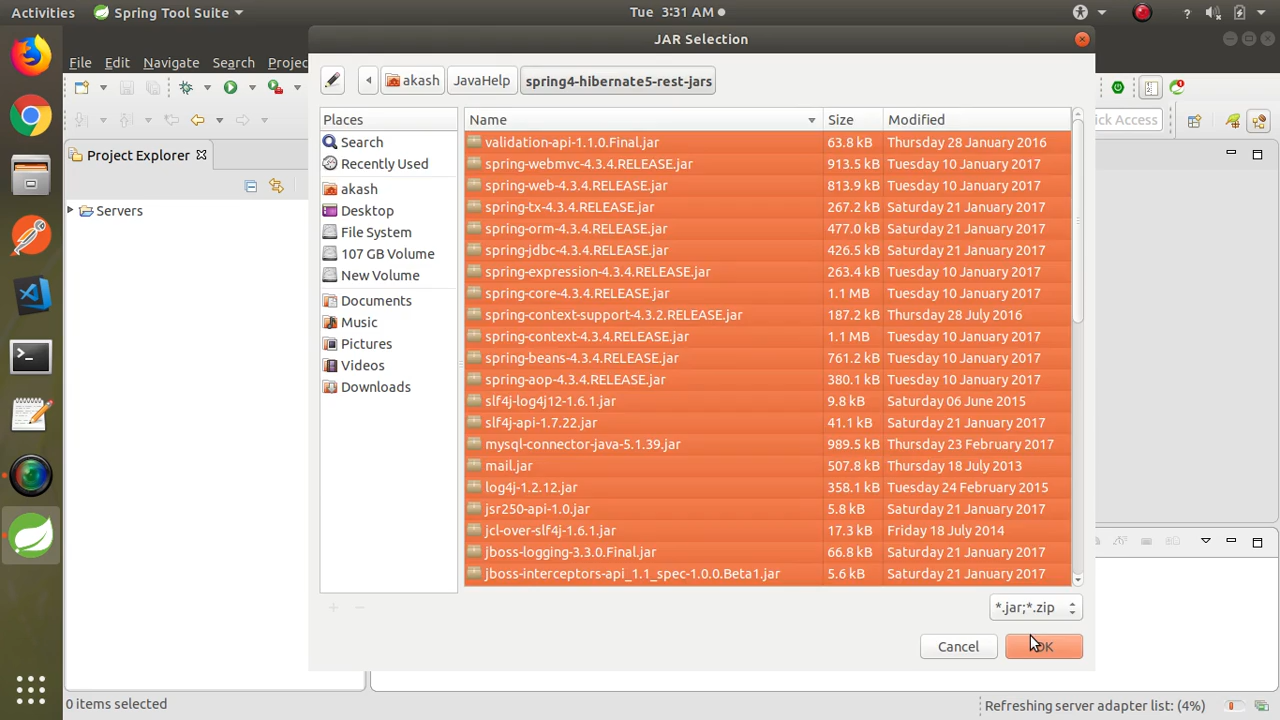 Activities Spring Tool Suite Tue 3:31 AM
JAR Selection
File Edit Navigate Search Projec
akash JavaHelp spring4-hibernate5-rest-jars
Places Name Size Modified
Search validation-api-1.1.0.Final.jar 63.8 kB Thursday 28 January 2016
Recently Used spring-webmvc-4.3.4.RELEASE.jar 913.5 kB Tuesday 10 January 2017
akash spring-web-4.3.4.RELEASE.jar 813.9 kB Tuesday 10 January 2017
Desktop spring-tx-4.3.4.RELEASE.jar 267.2 kB Saturday 21 January 2017
File System spring-orm-4.3.4.RELEASE.jar 477.0 kB Saturday 21 January 2017
107 GB Volume spring-jdbc-4.3.4.RELEASE.jar 426.5 kB Saturday 21 January 2017
New Volume spring-expression-4.3.4.RELEASE.jar 263.4 kB Tuesday 10 January 2017
spring-core-4.3.4.RELEASE.jar 1.1 MB Tuesday 10 January 2017
Documents spring-context-support-4.3.2.RELEASE.jar 187.2 kB Thursday 28 July 2016
Music spring-context-4.3.4.RELEASE.jar 1.1 MB Tuesday 10 January 2017
Pictures spring-beans-4.3.4.RELEASE.jar 761.2 kB Tuesday 10 January 2017
Videos spring-aop-4.3.4.RELEASE.jar 380.1 kB Tuesday 10 January 2017
Downloads slf4j-log4j12-1.6.1.jar 9.8 kB Saturday 06 June 2015
slf4j-api-1.7.22.jar 41.1 kB Saturday 21 January 2017
mysql-connector-java-5.1.39.jar 989.5 kB Thursday 23 February 2017
mail.jar 507.8 kB Thursday 18 July 2013
log4j-1.2.12.jar 358.1 kB Tuesday 24 February 2015
jsr250-api-1.0.jar 5.8 kB Saturday 21 January 2017
jcl-over-slf4j-1.6.1.jar 17.3 kB Friday 18 July 2014
jboss-logging-3.3.0.Final.jar 66.8 kB Saturday 21 January 2017
jboss-interceptors-api_1.1_spec-1.0.0.Beta1.jar 5.6 kB Saturday 21 January 2017
*.jar;*.zip
Cancel OK
Project Explorer
Servers
ick Access
0 items selected
Refreshing server adapter list: (4%)